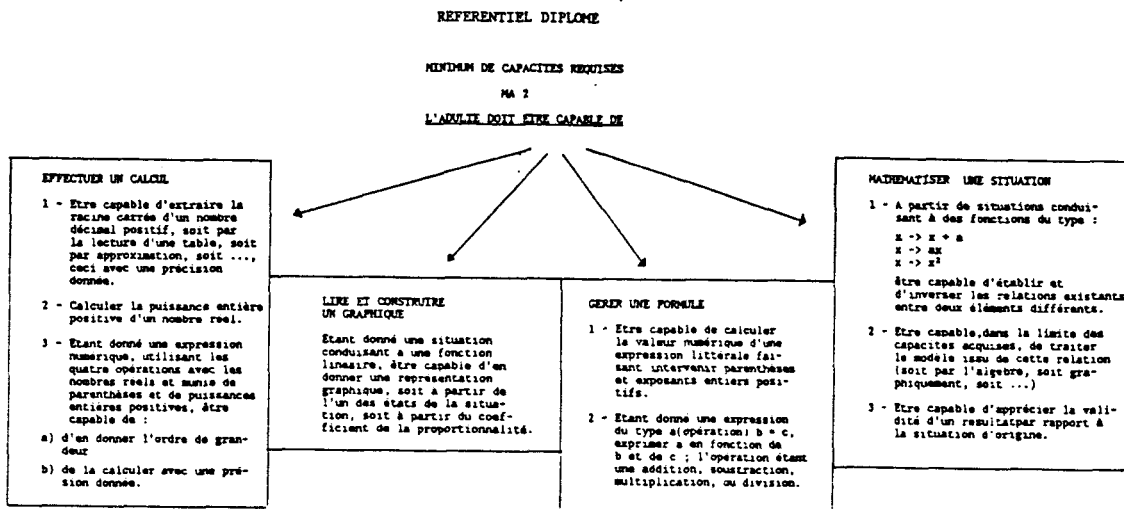 REFERENTIEL DIPLOME
MINIMUM DE CAPACITES REQUISES
MA 2
L'ADULTE DOIT ETRE CAPABLE DE
EFFECTUER UN CALCUL
1 - Etre capable d'extraire la
racine carrée d'un nombre
décimal positif, soit par
la lecture d'une table, soit
par approximation, soit ...,
ceci avec une précision
donnée.
2 - Calculer la puissance entière
positive d'un nombre réel.
3 - Etant donné une expression
numérique, utilisant les
quatre opérations avec les
nombres réels et munie de
parenthèses et de puissances
entières positives, être
capable de :
a) d'en donner l'ordre de gran-
deur
b) de la calculer avec une pré-
sion donnée.
LIRE ET CONSTRUIRE
UN GRAPHIQUE
Etant donné une situation
conduisant a une fonction
lineaire, être capable d'en
donner une representation
graphique, soit a partir de
l'un des états de la situa-
tion, soit à partir du coef-
ficient de la proportionnalité.
GERER UNE FORMULE
1 - Etre capable de calculer
la valeur numérique d'une
expression littérale fai-
sant intervenir parenthèses
et exposants entiers posi-
tifs.
2 - Etant donné une expression
du type a(opération) b = c,
exprimer a en fonction de
b et de c ; l'operation étant
une addition, soustraction,
multiplication, ou division.
MATHEMATISER UNE SITUATION
1 - A partir de situations condui-
sant à des fonctions du type :
x -> x + a
x -> ax
x -> x²
être capable d'établir et
d'inverser les relations existants
entre deux éléments différents.
2 - Etre capable,dans la limite des
capacites acquises, de traiter
le modèle issu de cette relation
(soit par l'algebre, soit gra-
phiquement, soit ...)
3 - Etre capable d'apprécier la vali-
dité d'un resultatpar rapport à
la situation d'origine.